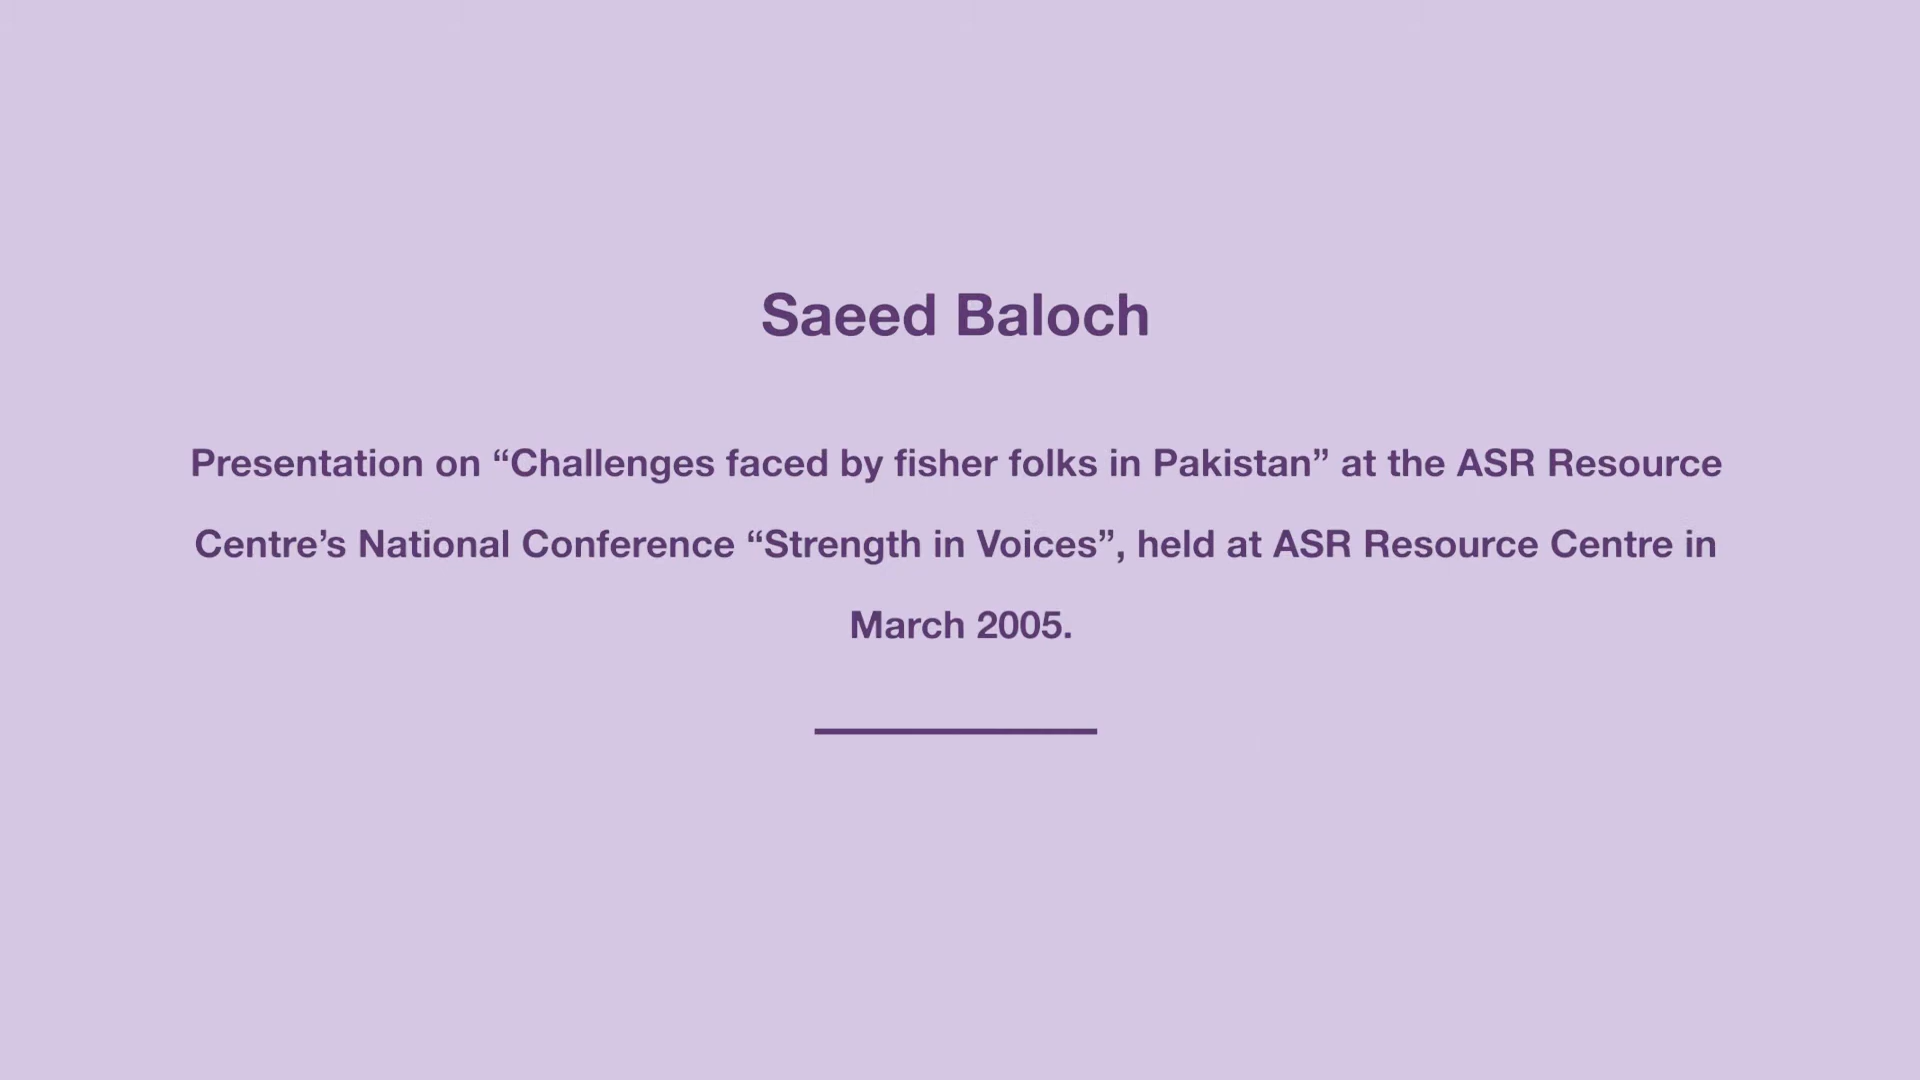 Saeed Baloch
Presentation on “Challenges faced by fisher folks in Pakistan” at the ASR Resource
Centre’s National Conference “Strength in Voices”, held at ASR Resource Centre in
March 2005.